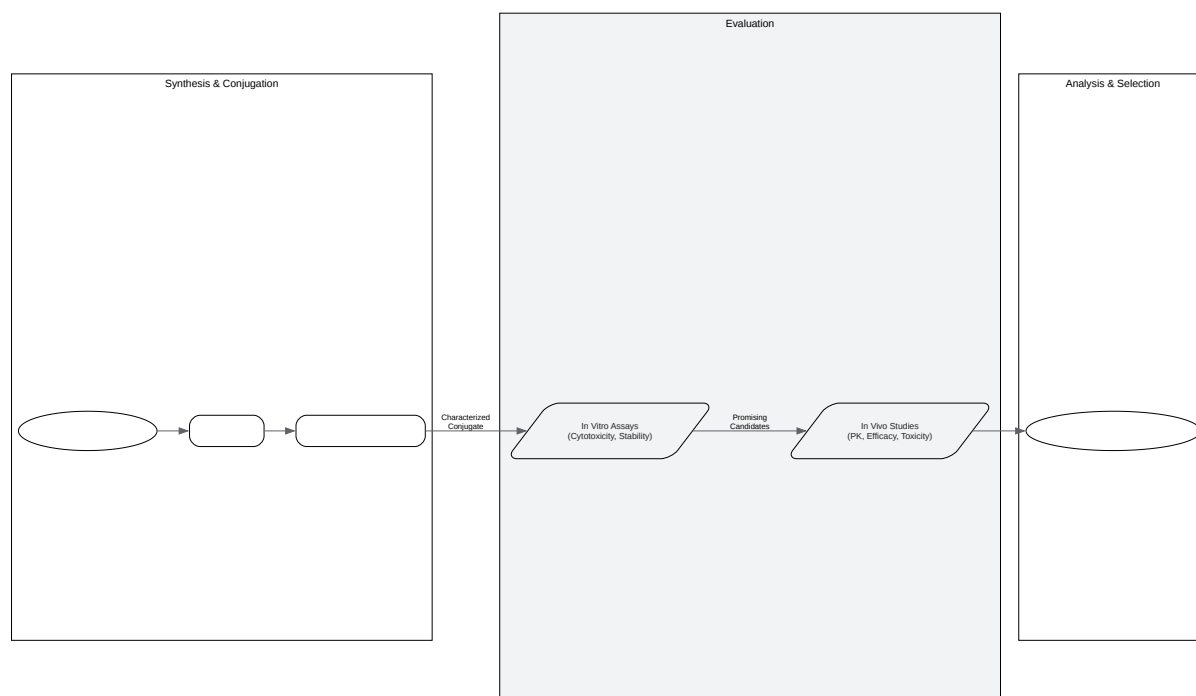 Evaluation
Synthesis & Conjugation
Analysis & Selection
Characterized
Conjugate
In Vitro Assays
(Cytotoxicity, Stability)
Promising
Candidates
In Vivo Studies
(PK, Efficacy, Toxicity)